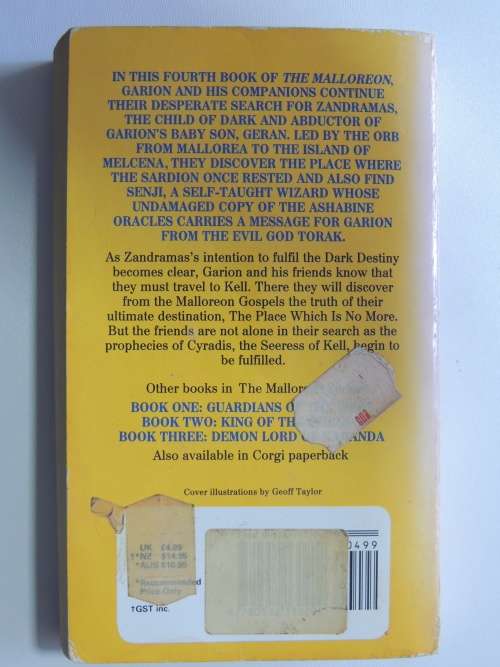 IN THIS FOURTH BOOK OF THE MALLOREON,
GARION AND HIS COMPANIONS CONTINUE
THEIR DESPERATE SEARCH FOR ZANDRAMAS,
THE CHILD OF DARK AND ABDUCTOR OF
GARION'S BABY SON, GERAN. LED BY THE ORB
FROM MALLOREA TO THE ISLAND OF
MELCENA, THEY DISCOVER THE PLACE WHERE
THE SARDION ONCE RESTED AND ALSO FIND
SENJI, A SELF-TAUGHT WIZARD WHOSE
UNDAMAGED COPY OF THE ASHABINE
ORACLES CARRIES A MESSAGE FOR GARION
FROM THE EVIL GOD TORAK.
As Zandramas's intention to fulfil the Dark Destiny
becomes clear, Garion and his friends know that
they must travel to Kell. There they will discover
from the Malloreon Gospels the truth of their
ultimate destination, The Place Which Is No More.
But the friends are not alone in their search as the
prophecies of Cyradis, the Seeress of Kell, begin to
be fulfilled.
Other books in The
BOOK ONE: GUARDIANS
BOOK TWO: KING OF
BOOK THREE: DEMON LORD
Also available in Corgi paperback
Cover illustrations by Geoff Taylor
0499
UK £4.99
*NZ
*AUS
*Recommended
Price Only
†GST inc.